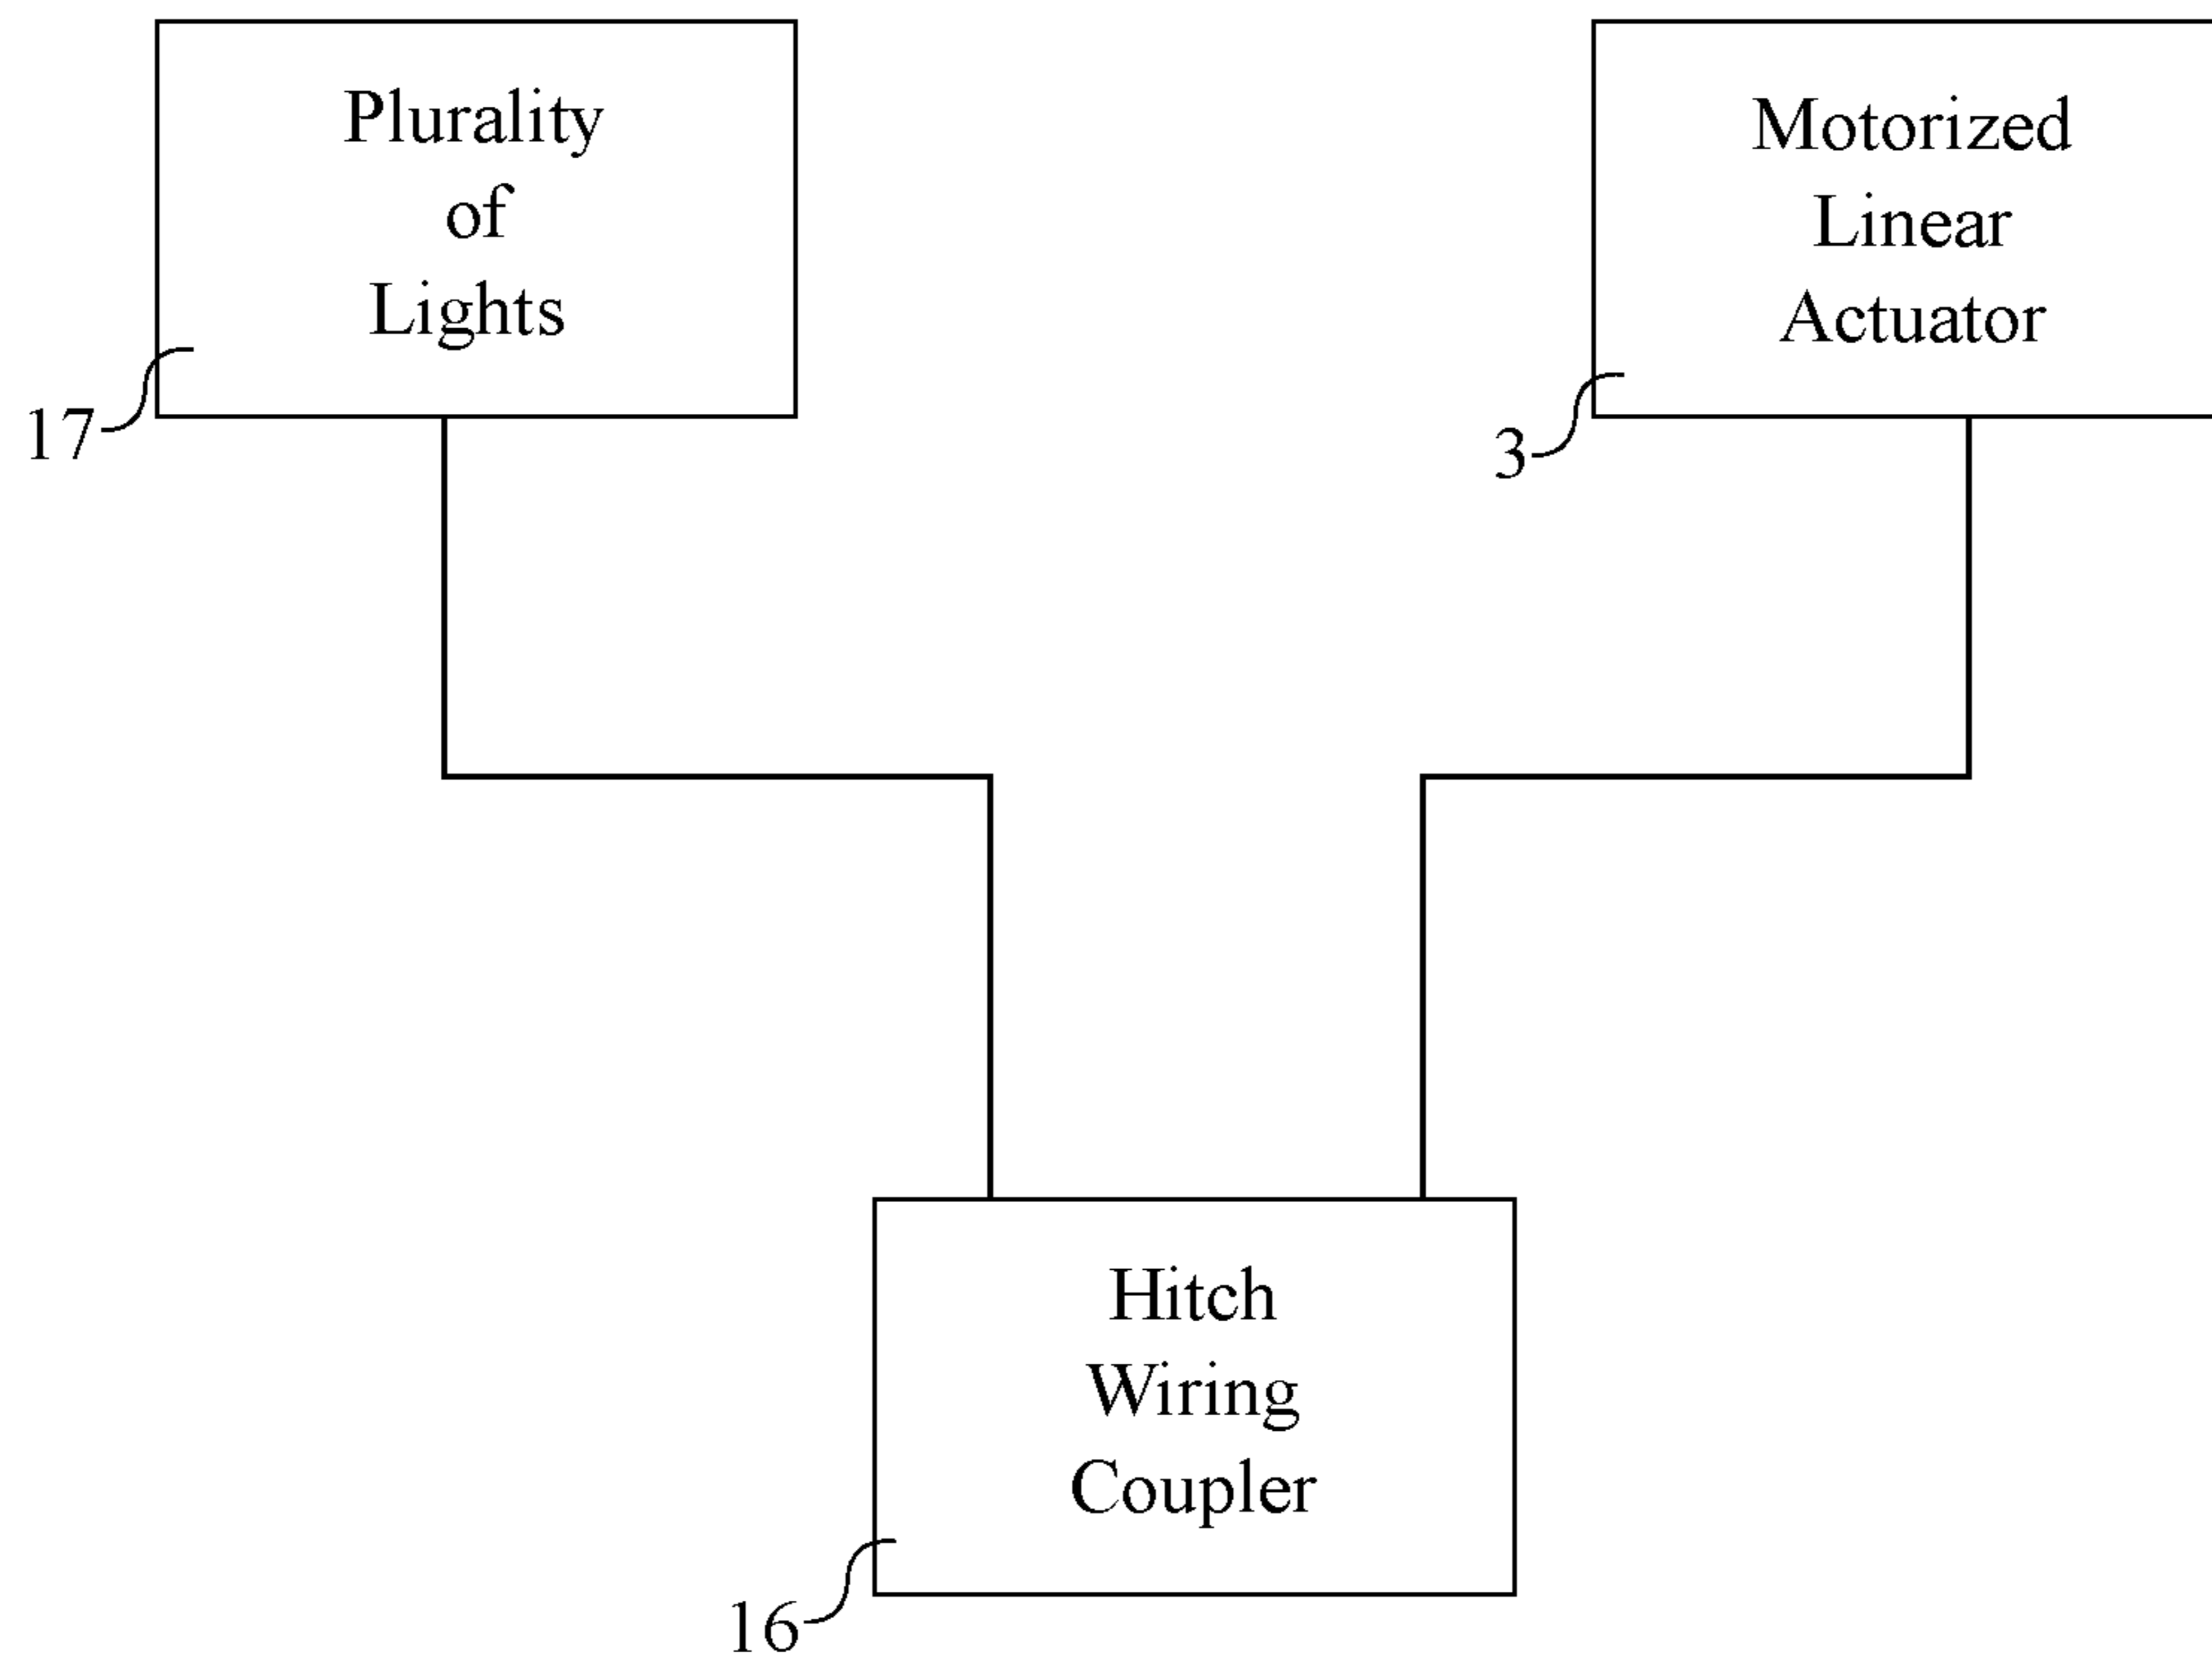 Plurality
of
Lights
17
Motorized
Linear
Actuator
3
Hitch
Wiring
Coupler
16